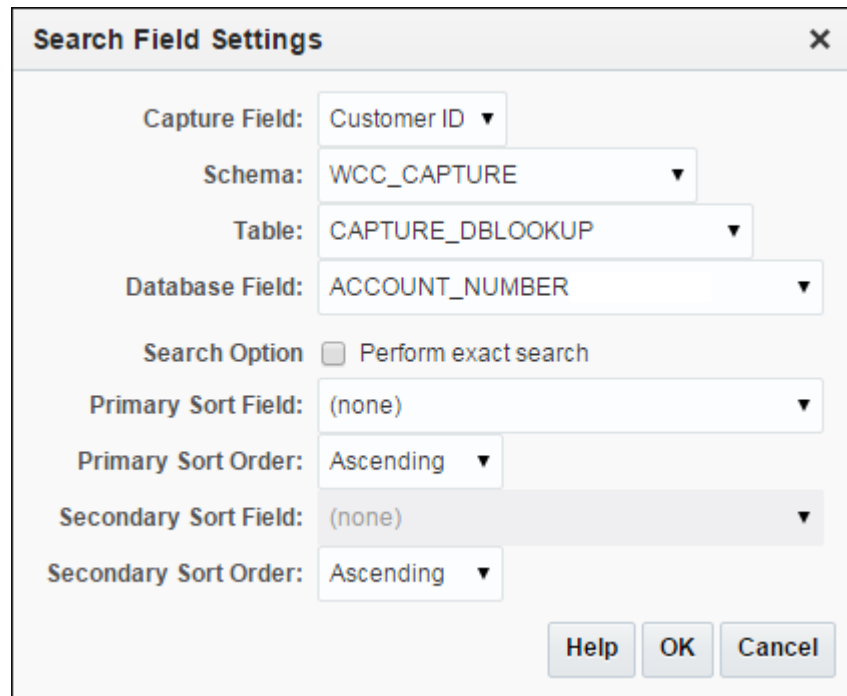 Search Field Settings
Capture Field: Customer ID
Schema: WCC_CAPTURE
Table: CAPTURE_DBLOOKUP
Database Field: ACCOUNT_NUMBER
Search Option Perform exact search
Primary Sort Field: (none)
Primary Sort Order: Ascending
Secondary Sort Field: (none)
Secondary Sort Order: Ascending
Help OK Cancel